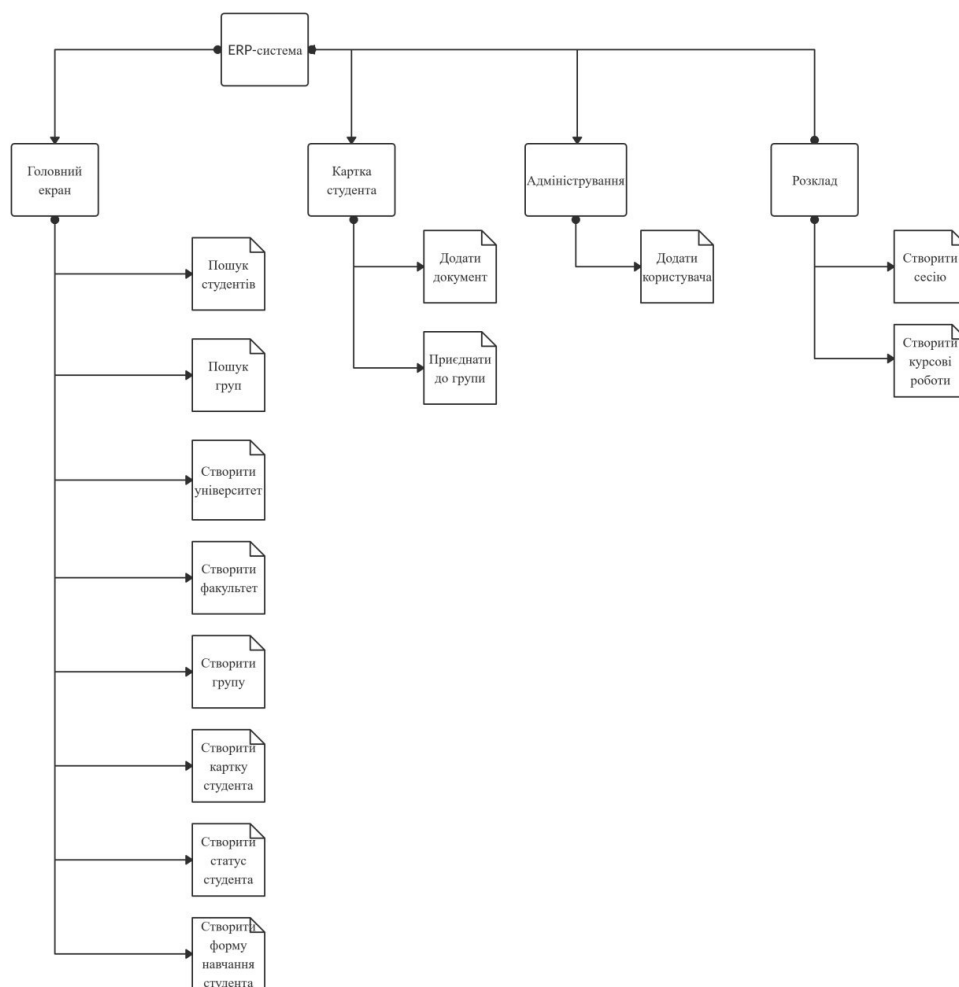 ERP-система
Головний
екран
Картка
студента
Адміністрування
Розклад
Пошук
студентів
Пошук
груп
Створити
університет
Створити
факультет
Створити
групу
Створити
картку
студента
Створити
статус
студента
Створити
форму
навчання
студента
Додати
документ
Приєднати
до групи
Додати
користувача
Створити
сесію
Створити
курсові
роботи